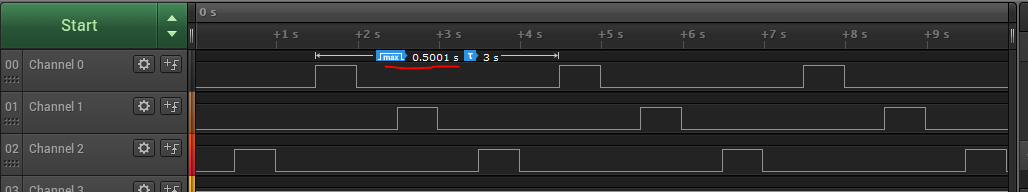 Start
0 s
+1 s +2 s +3 s +4 s +5 s +6 s +7 s +8 s +9 s
00 Channel 0 max 0.5001 s τ 3 s
01 Channel 1
02 Channel 2
03 Channel 3